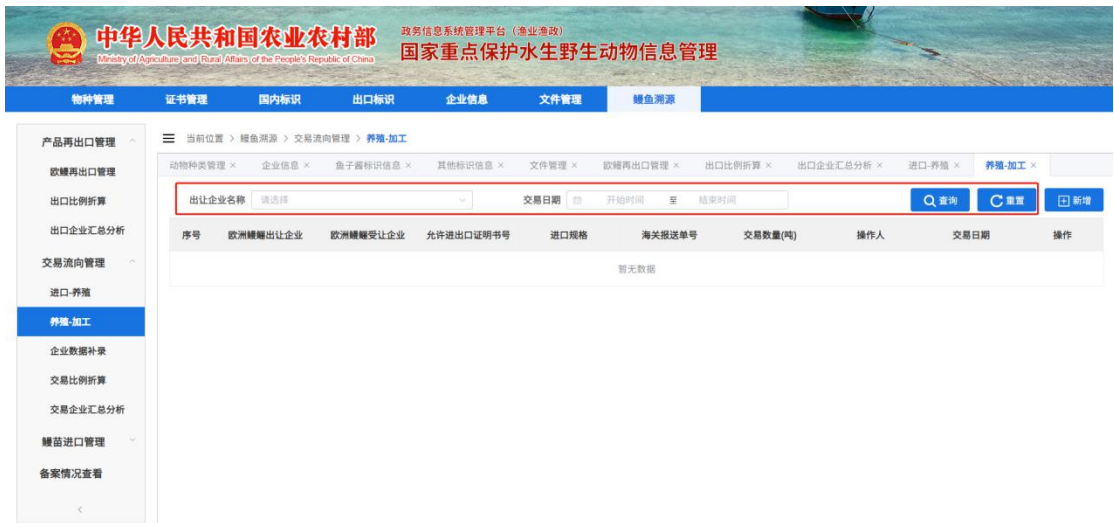 中华人民共和国农业农村部
Ministry of Agriculture and Rural Affairs of the People's Republic of China
政务信息系统管理平台（渔业渔政）
国家重点保护水生野生动物信息管理
物种管理 证书管理 国内标识 出口标识 企业信息 文件管理 鳗鱼溯源
产品再出口管理
欧鳗再出口管理
出口比例折算
出口企业汇总分析
交易流向管理
进口-养殖
养殖-加工
企业数据补录
交易比例折算
交易企业汇总分析
鳗苗进口管理
备案情况查看
<
当前位置 > 鳗鱼溯源 > 交易流向管理 > 养殖-加工
动物种类管理 × 企业信息 × 鱼子酱标识信息 × 其他标识信息 × 文件管理 × 欧鳗再出口管理 × 出口比例折算 × 出口企业汇总分析 × 进口-养殖 × 养殖-加工 ×
出让企业名称 请选择 交易日期 开始时间 至 结束时间 查询 重置 新增
序号 欧洲鳗鲡出让企业 欧洲鳗鲡受让企业 允许进出口证明书号 进口规格 海关报送单号 交易数量(吨) 操作人 交易日期 操作
暂无数据